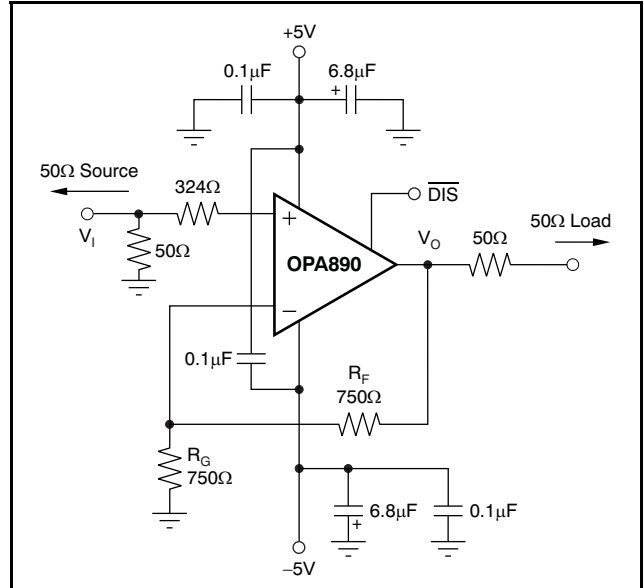 +5V
0.1μF
6.8μF
+
50Ω Source
324Ω
DIS
V_I
50Ω
+
OPA890
−
V_O
50Ω
50Ω Load
0.1μF
R_F
750Ω
R_G
750Ω
6.8μF
+
0.1μF
−5V